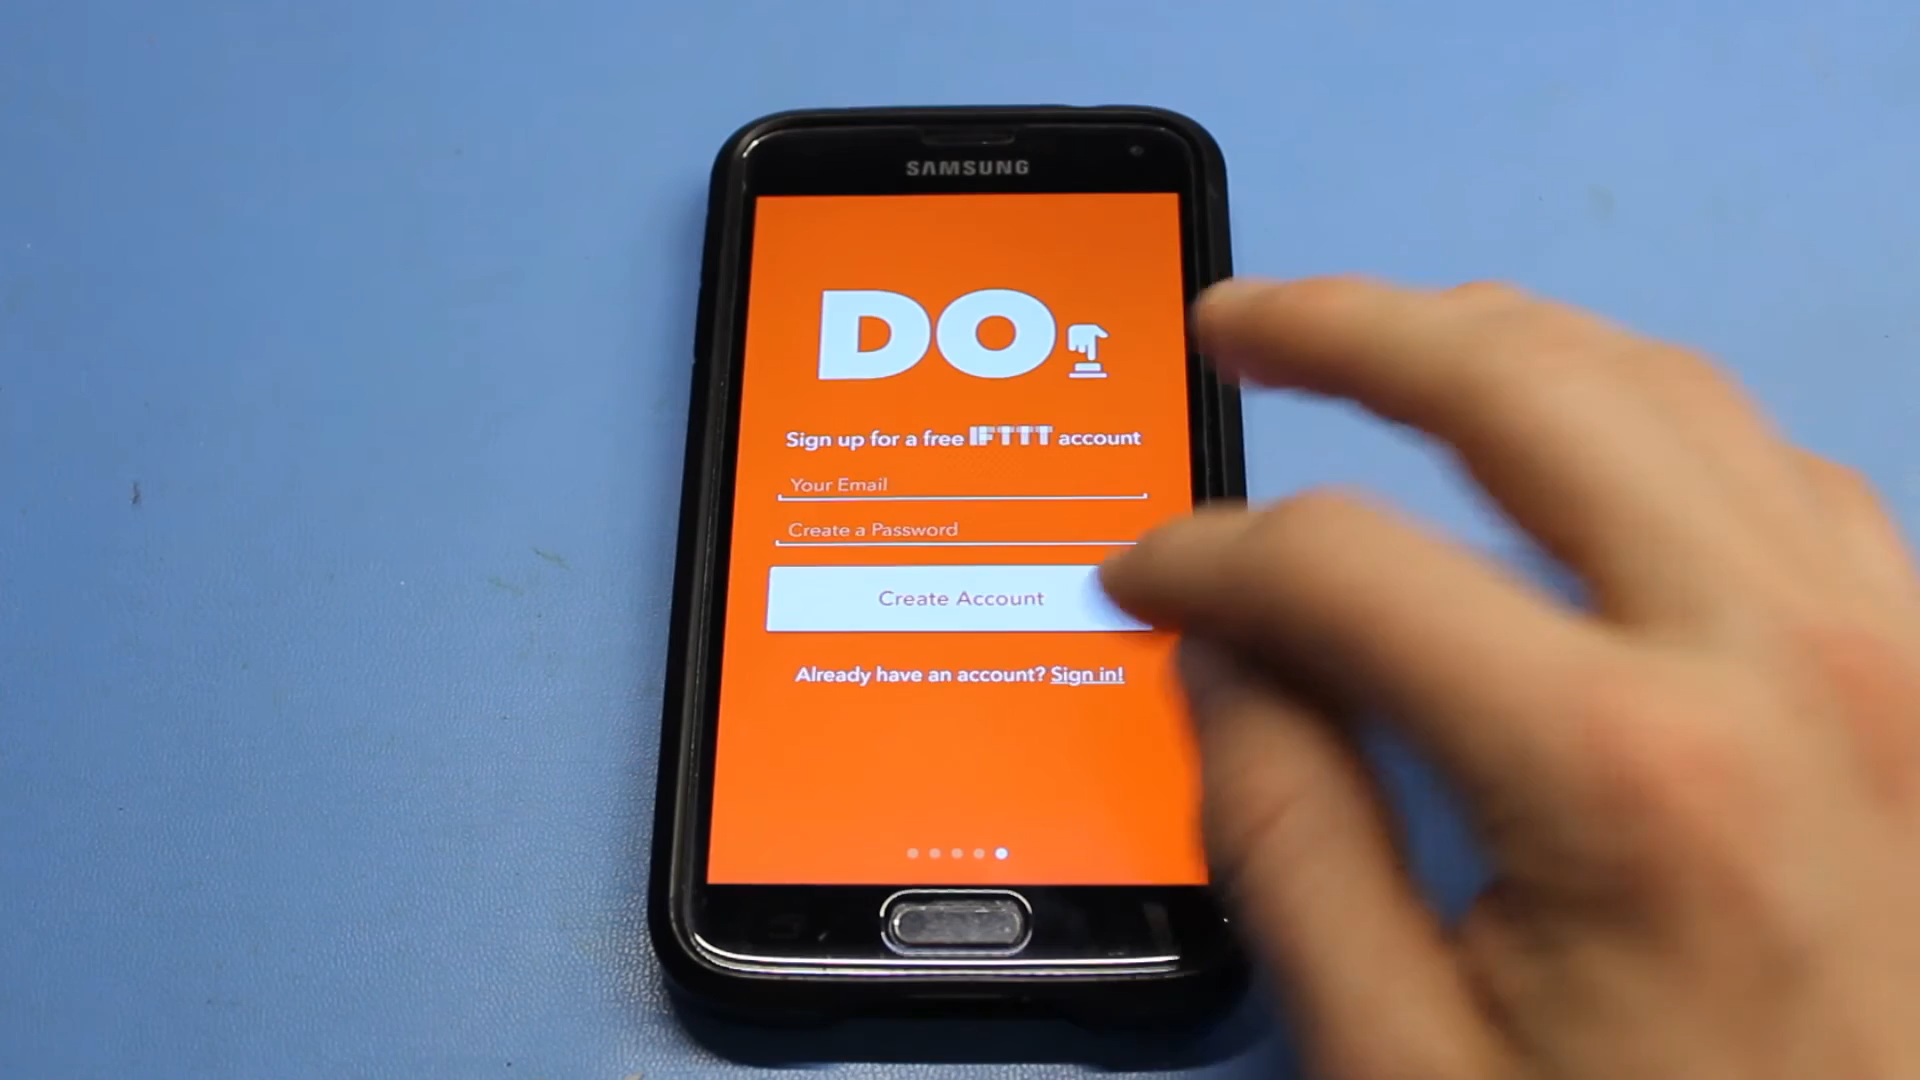 SAMSUNG
DO
Sign up for a free IFTTT account
Your Email
Create a Password
Create Account
Already have an account? Sign in!